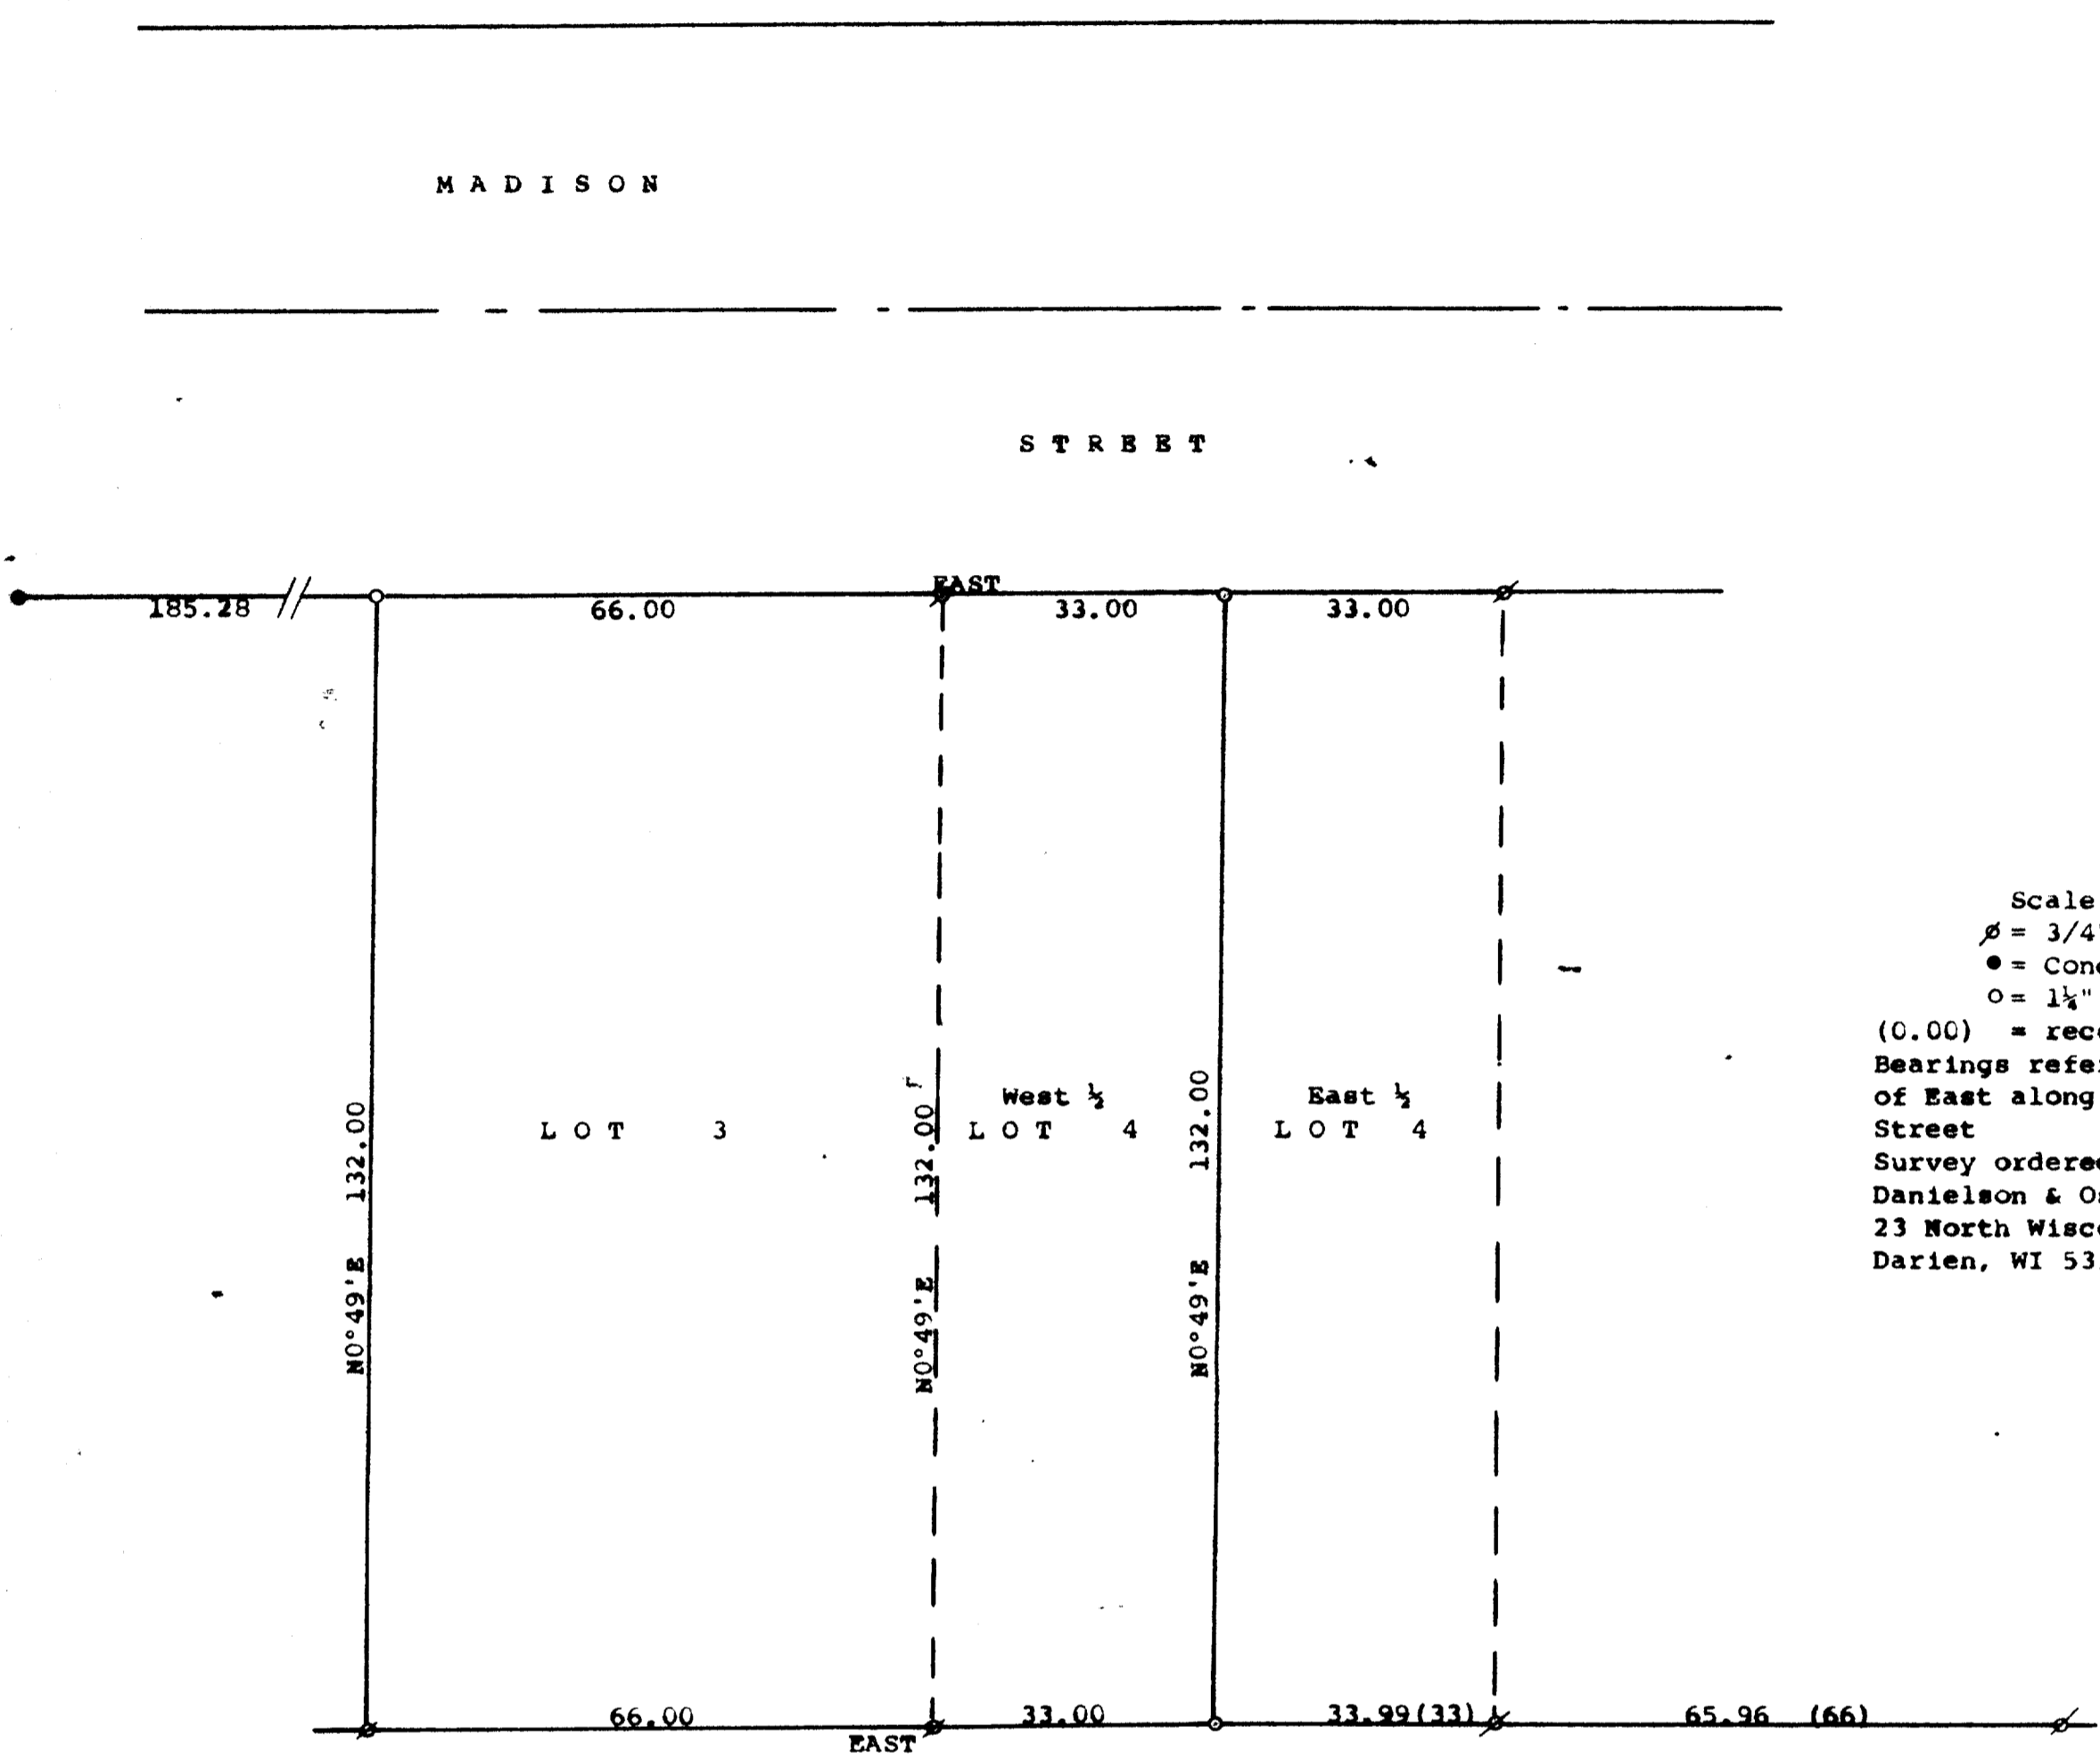 MADISON
STREET
EAST
185.28
66.00
33.00
33.00
N0°49'E 132.00
N0°49'E 132.00
N0°49'E 132.00
LOT 3
West ½
LOT 4
East ½
LOT 4
66.00
33.00
33.99(33)
65.96 (66)
EAST
Scale
ø = 3/4"
● = Conc
○ = 1¼"
(0.00) = rec
Bearings refe
of East along
Street
Survey ordere
Danielson & O
23 North Wisc
Darien, WI 53